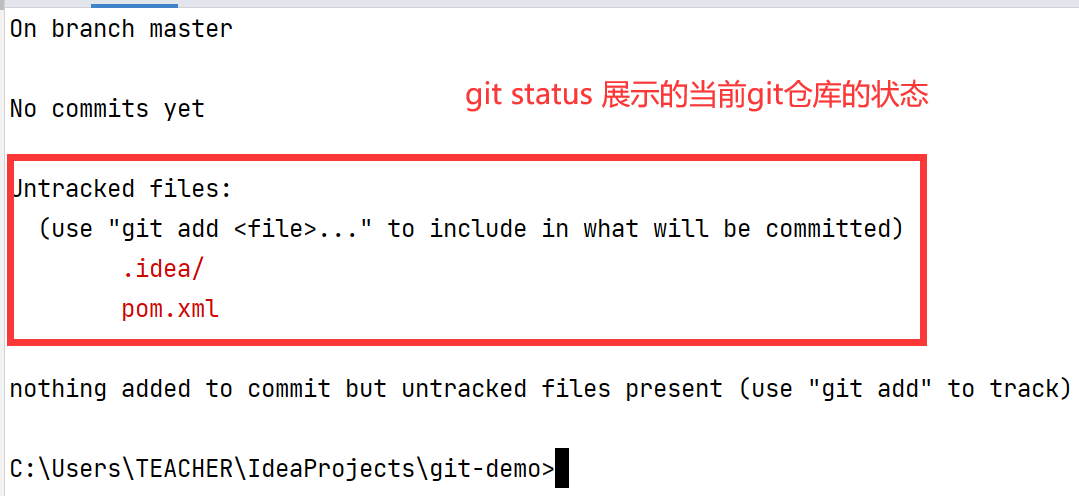 On branch master
git status 展示的当前git仓库的状态
No commits yet
Untracked files:
(use "git add <file>..." to include in what will be committed)
.idea/
pom.xml
nothing added to commit but untracked files present (use "git add" to track)
C:\Users\TEACHER\IdeaProjects\git-demo>